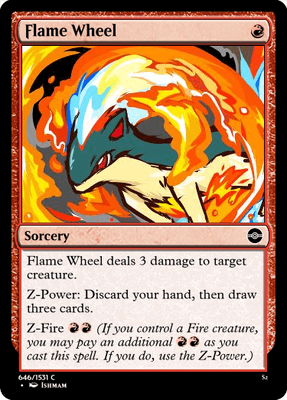 Flame Wheel
Sorcery
Flame Wheel deals 3 damage to target
creature.
Z-Power: Discard your hand, then draw
three cards.
Z-Fire (If you control a Fire creature,
you may pay an additional as you
cast this spell. If you do, use the Z-Power.)
646/1531 C
Ishmam